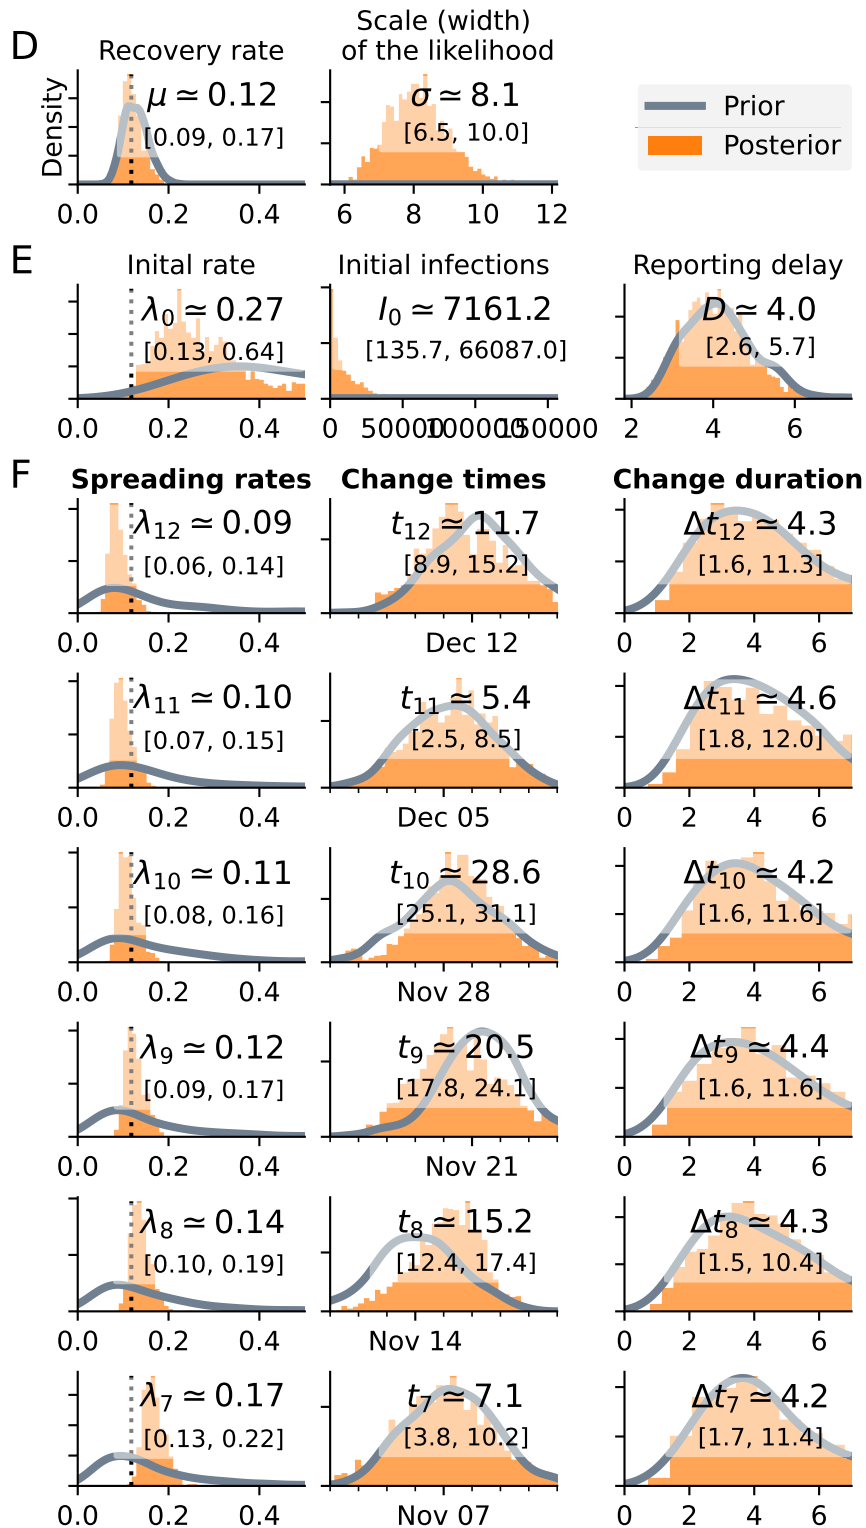 D
Recovery rate
Scale (width)
of the likelihood
Density
μ ≃ 0.12
[0.09, 0.17]
σ ≃ 8.1
[6.5, 10.0]
Prior
Posterior
0.0 0.2 0.4
6 8 10 12
E
Inital rate
Initial infections
Reporting delay
λ0 ≃ 0.27
[0.13, 0.64]
I0 ≃ 7161.2
[135.7, 66087.0]
D ≃ 4.0
[2.6, 5.7]
0.0 0.2 0.4
0 50000 100000 150000
2 4 6
F
Spreading rates
Change times
Change duration
λ12 ≃ 0.09
[0.06, 0.14]
t12 ≃ 11.7
[8.9, 15.2]
Δt12 ≃ 4.3
[1.6, 11.3]
0.0 0.2 0.4
Dec 12
0 2 4 6
λ11 ≃ 0.10
[0.07, 0.15]
t11 ≃ 5.4
[2.5, 8.5]
Δt11 ≃ 4.6
[1.8, 12.0]
0.0 0.2 0.4
Dec 05
0 2 4 6
λ10 ≃ 0.11
[0.08, 0.16]
t10 ≃ 28.6
[25.1, 31.1]
Δt10 ≃ 4.2
[1.6, 11.6]
0.0 0.2 0.4
Nov 28
0 2 4 6
λ9 ≃ 0.12
[0.09, 0.17]
t9 ≃ 20.5
[17.8, 24.1]
Δt9 ≃ 4.4
[1.6, 11.6]
0.0 0.2 0.4
Nov 21
0 2 4 6
λ8 ≃ 0.14
[0.10, 0.19]
t8 ≃ 15.2
[12.4, 17.4]
Δt8 ≃ 4.3
[1.5, 10.4]
0.0 0.2 0.4
Nov 14
0 2 4 6
λ7 ≃ 0.17
[0.13, 0.22]
t7 ≃ 7.1
[3.8, 10.2]
Δt7 ≃ 4.2
[1.7, 11.4]
0.0 0.2 0.4
Nov 07
0 2 4 6